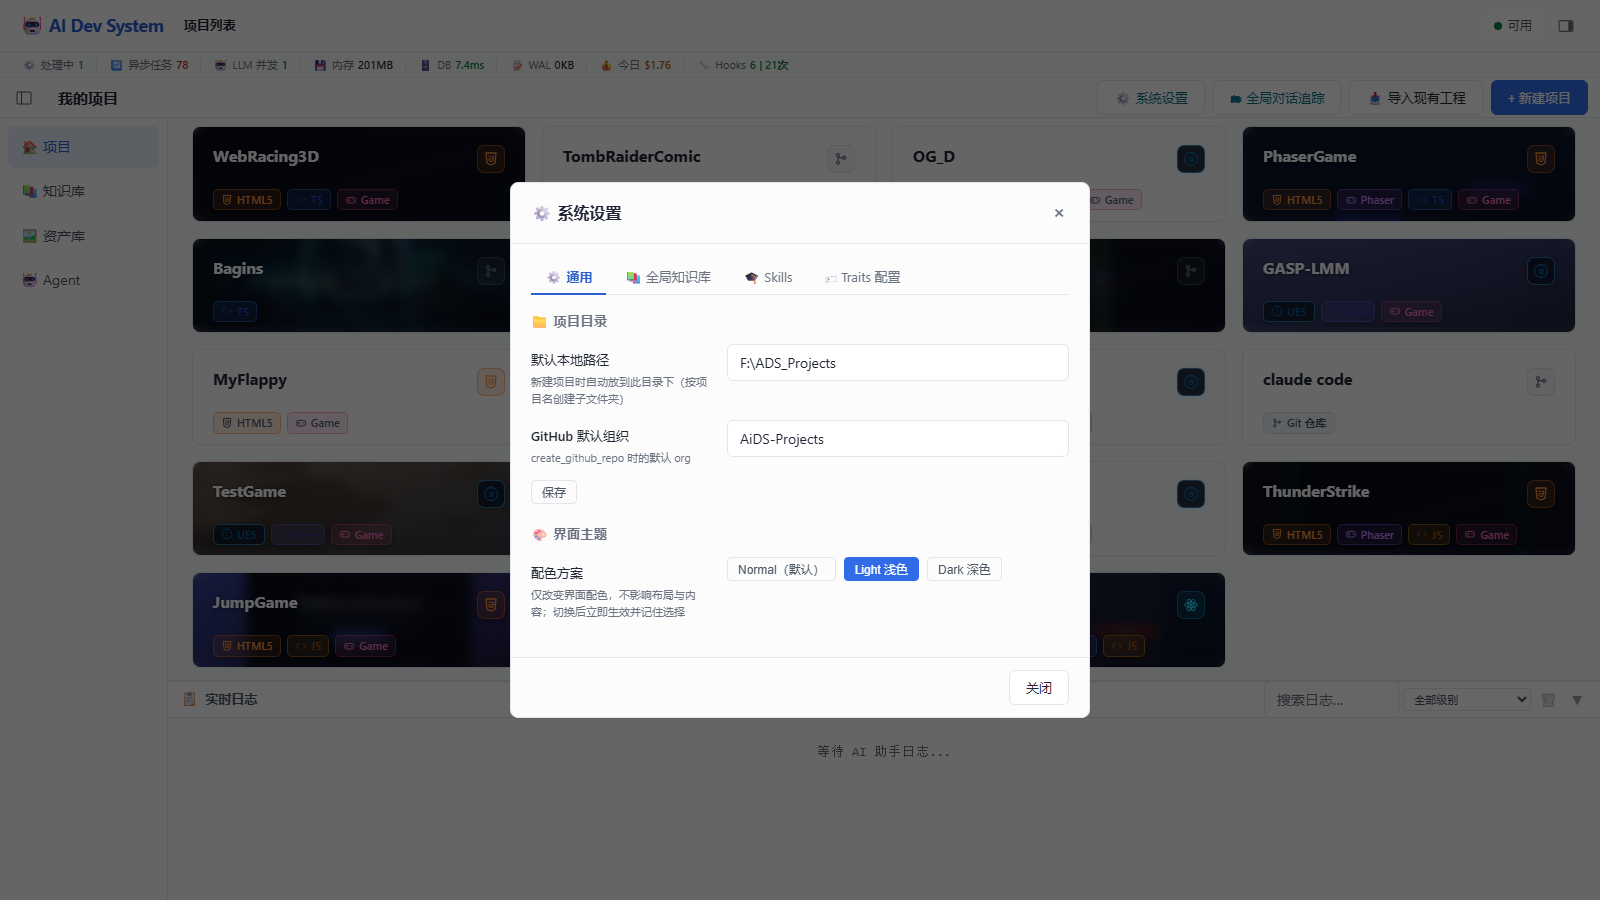 AI Dev System 项目列表
可用
处理中 1 异步任务 78 LLM 并发 1 内存 201MB DB 7.4ms WAL 0KB 今日 $1.76 Hooks 6 | 21次
我的项目
系统设置 全局对话追踪 导入现有工程 + 新建项目
项目
知识库
资产库
Agent
WebRacing3D
HTML5 TS Game
TombRaiderComic
OG_D
Game
PhaserGame
HTML5 Phaser TS Game
Bagins
TS
GASP-LMM
UE5 Game
MyFlappy
HTML5 Game
claude code
Git 仓库
TestGame
UE5 C++ Game
ThunderStrike
HTML5 Phaser JS Game
JumpGame
HTML5 JS Game
JS
系统设置
×
通用 全局知识库 Skills Traits 配置
项目目录
默认本地路径
新建项目时自动放到此目录下（按项
目名创建子文件夹）
F:\ADS_Projects
GitHub 默认组织
create_github_repo 时的默认 org
AiDS-Projects
保存
界面主题
配色方案
仅改变界面配色，不影响布局与内
容；切换后立即生效并记住选择
Normal（默认） Light 浅色 Dark 深色
关闭
实时日志
搜索日志... 全部级别
等待 AI 助手日志...